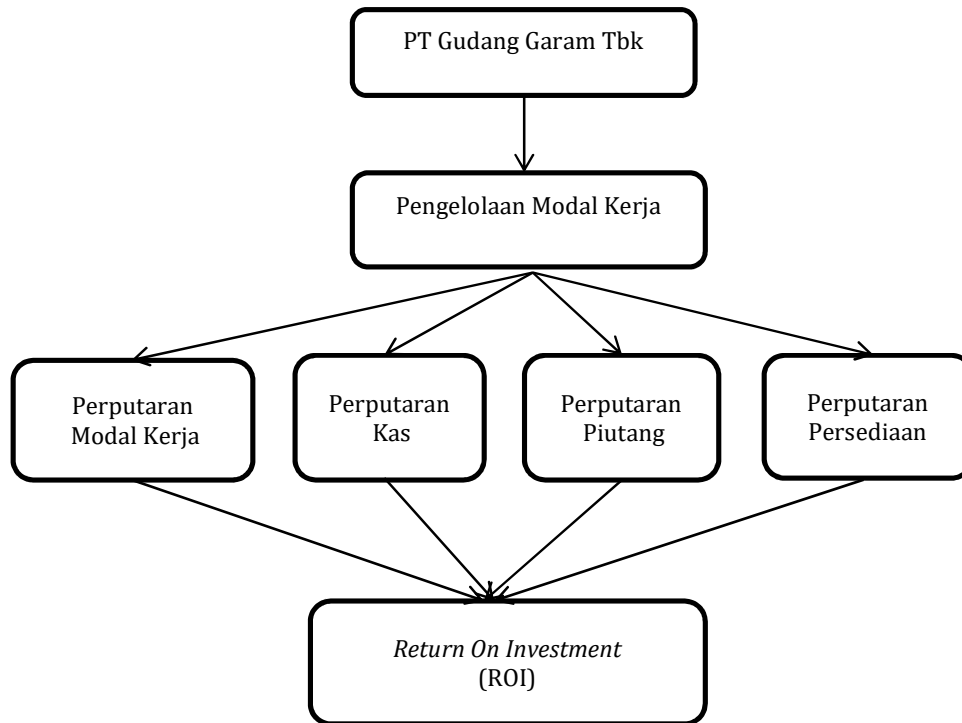 PT Gudang Garam Tbk
Pengelolaan Modal Kerja
Perputaran
Modal Kerja
Perputaran
Kas
Perputaran
Piutang
Perputaran
Persediaan
Return On Investment
(ROI)